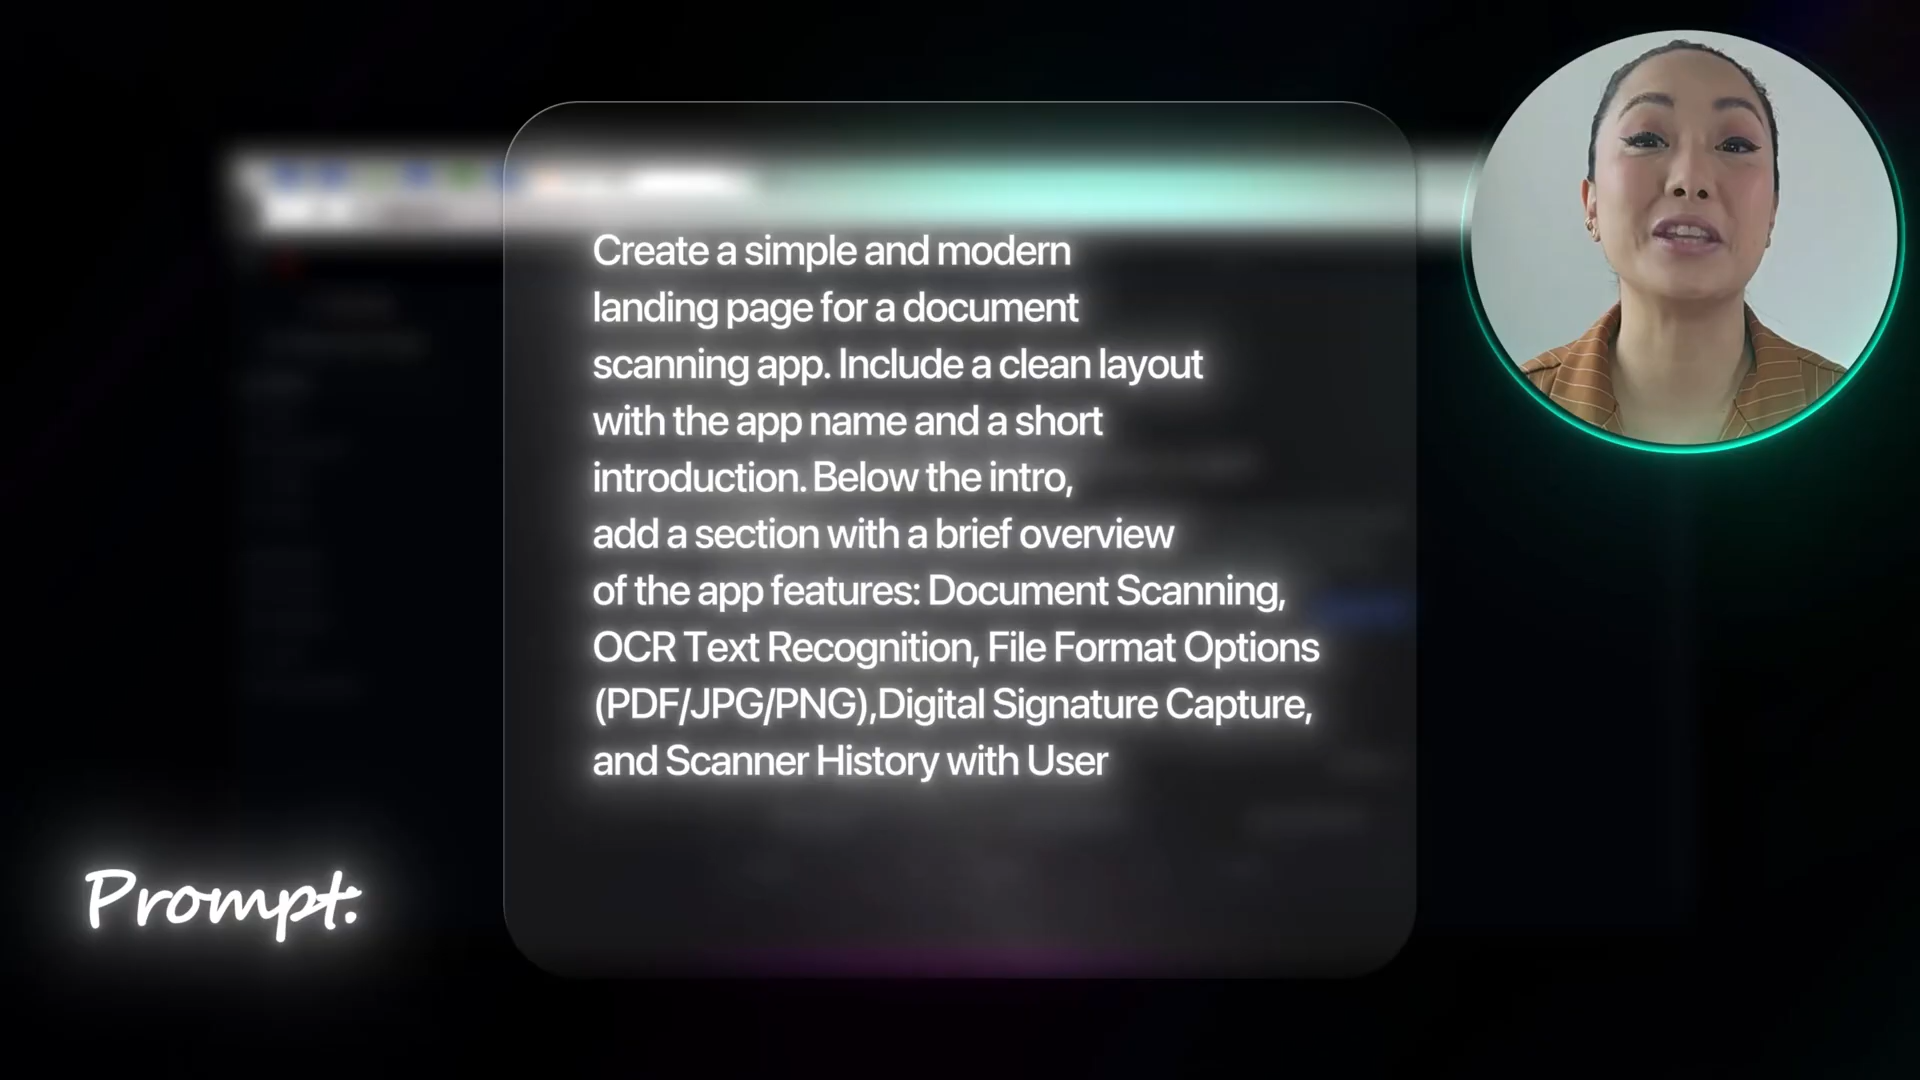 Create a simple and modern
landing page for a document
scanning app. Include a clean layout
with the app name and a short
introduction. Below the intro,
add a section with a brief overview
of the app features: Document Scanning,
OCR Text Recognition, File Format Options
(PDF/JPG/PNG),Digital Signature Capture,
and Scanner History with User
Prompt: